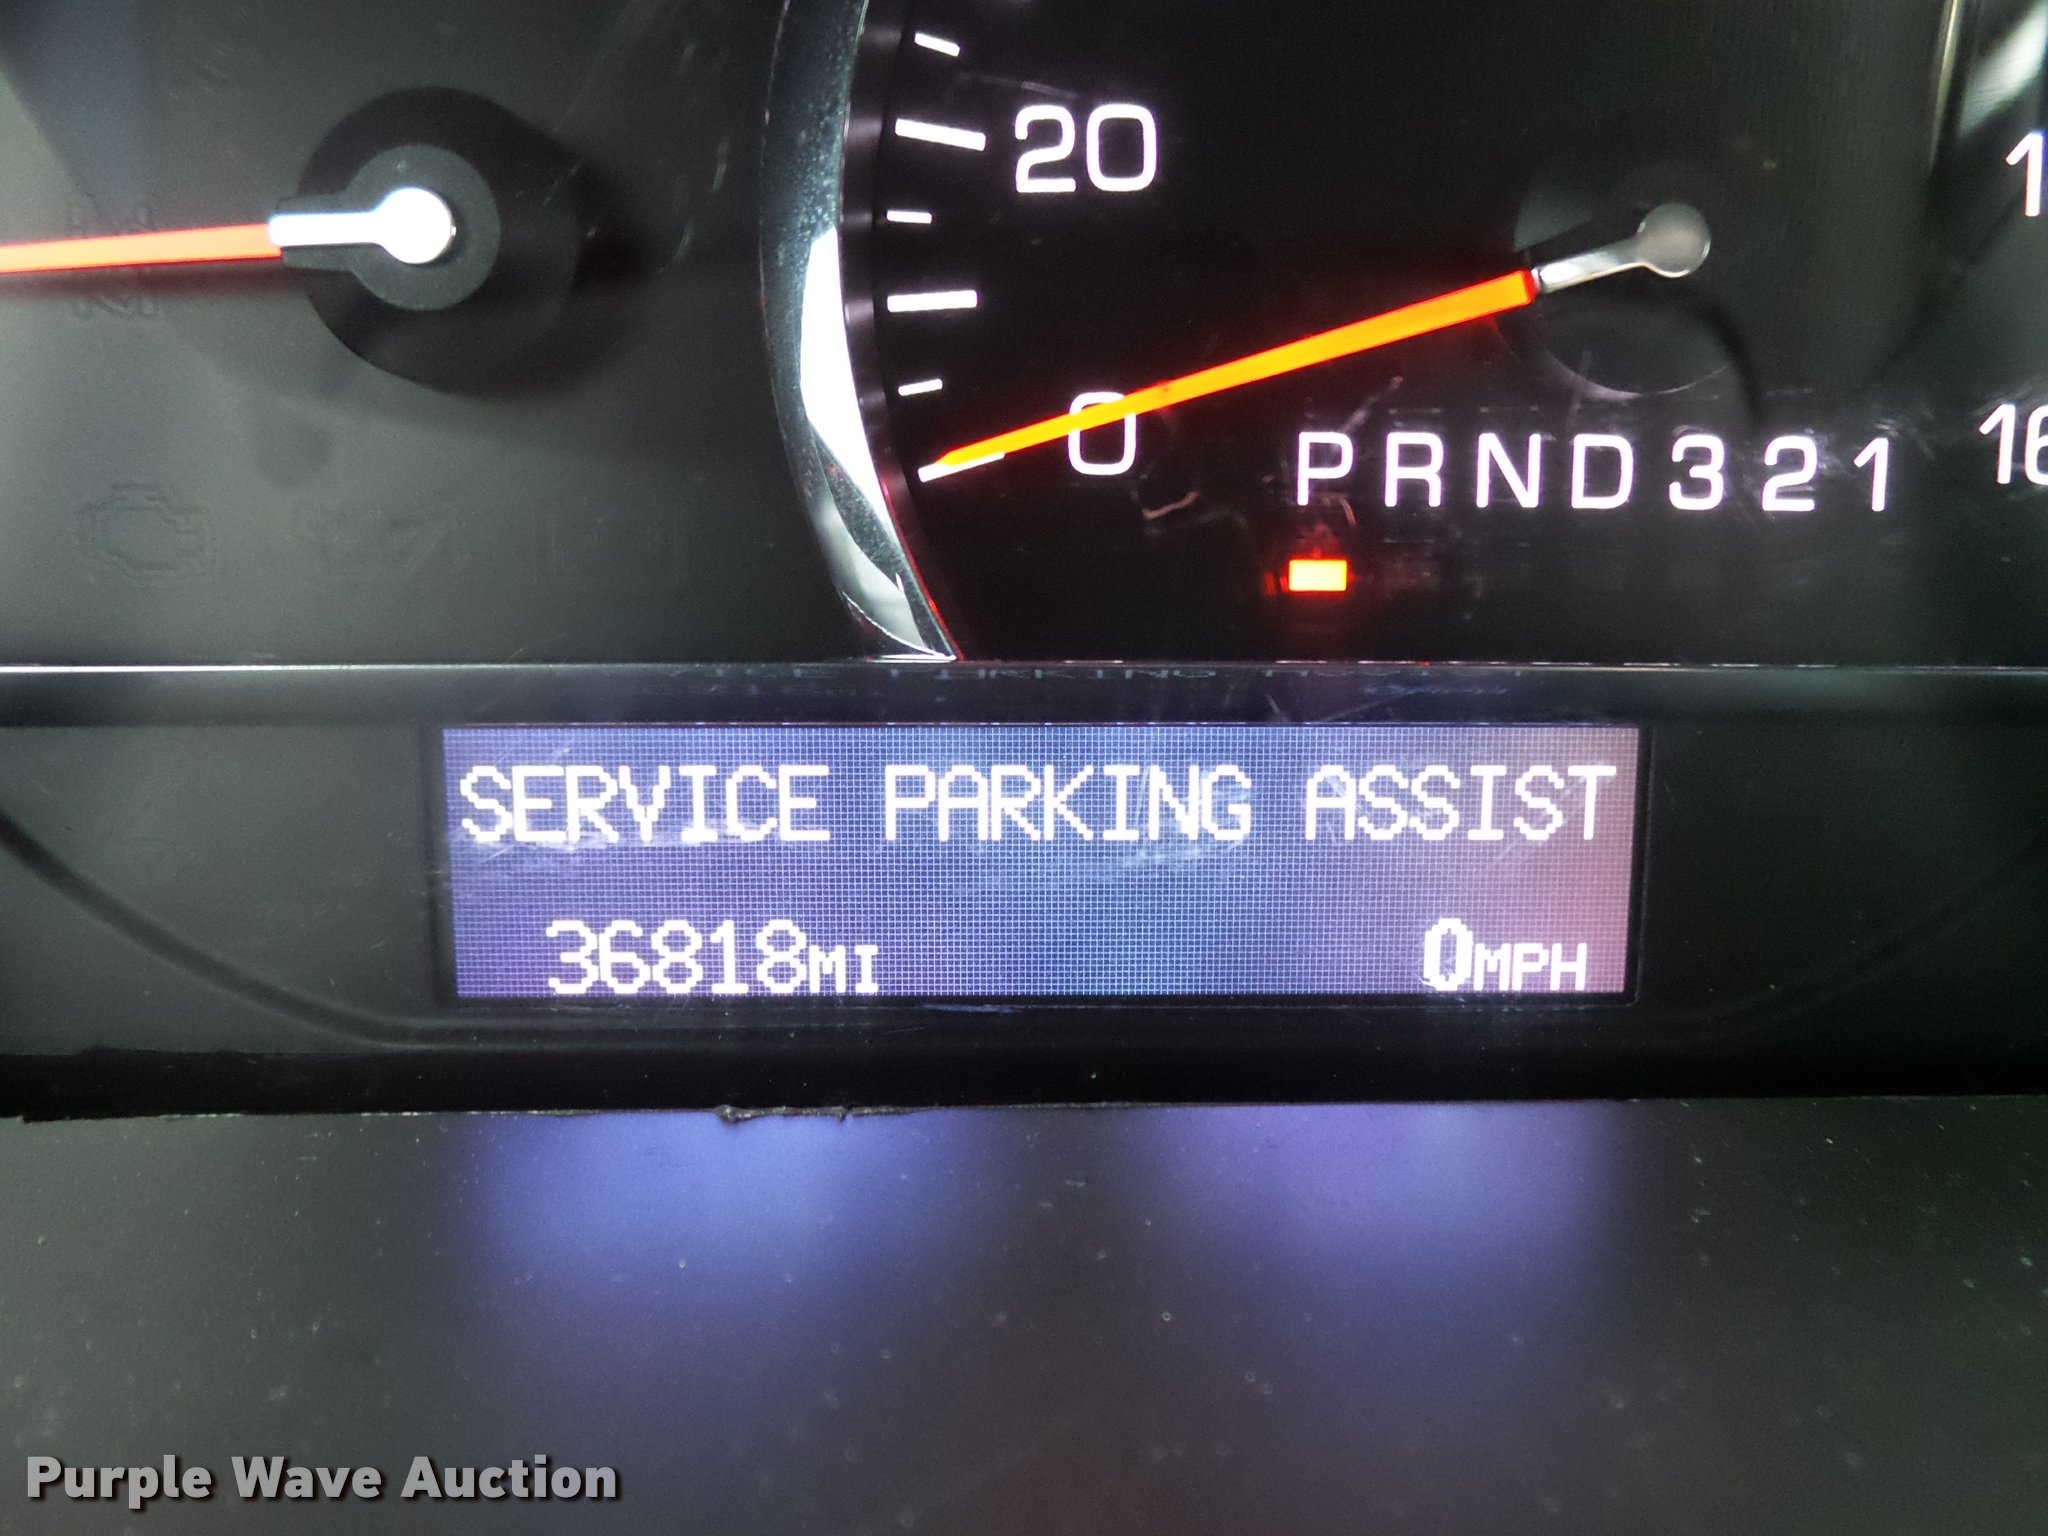 20
0
PRND321
SERVICE PARKING ASSIST
36818MI 0MPH
Purple Wave Auction